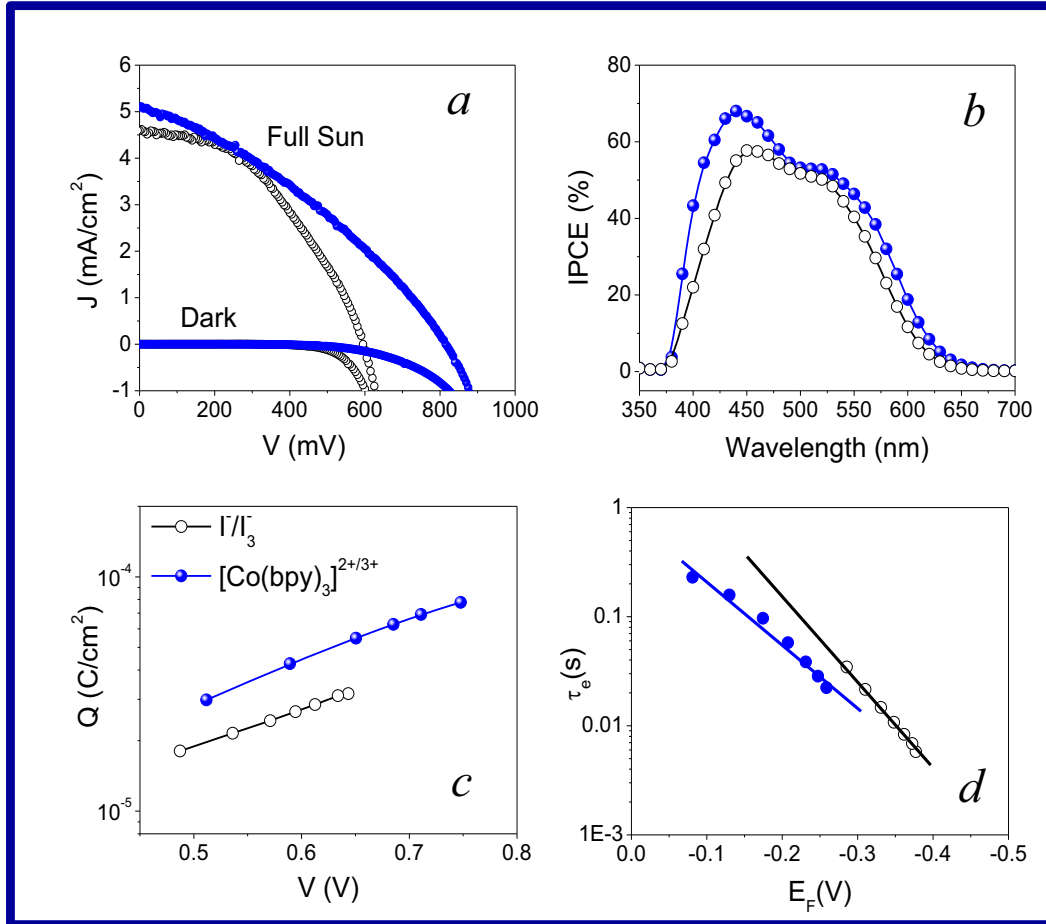 a
6
5
4
3
2
1
0
-1
J (mA/cm²)
Full Sun
Dark
0 200 400 600 800 1000
V (mV)
b
80
60
40
20
0
IPCE (%)
350 400 450 500 550 600 650 700
Wavelength (nm)
c
I⁻/I₃⁻
[Co(bpy)₃]²⁺/³⁺
10⁻⁴
10⁻⁵
Q (C/cm²)
0.5 0.6 0.7 0.8
V (V)
d
1
0.1
0.01
1E-3
τₑ(s)
0.0 -0.1 -0.2 -0.3 -0.4 -0.5
E_F(V)